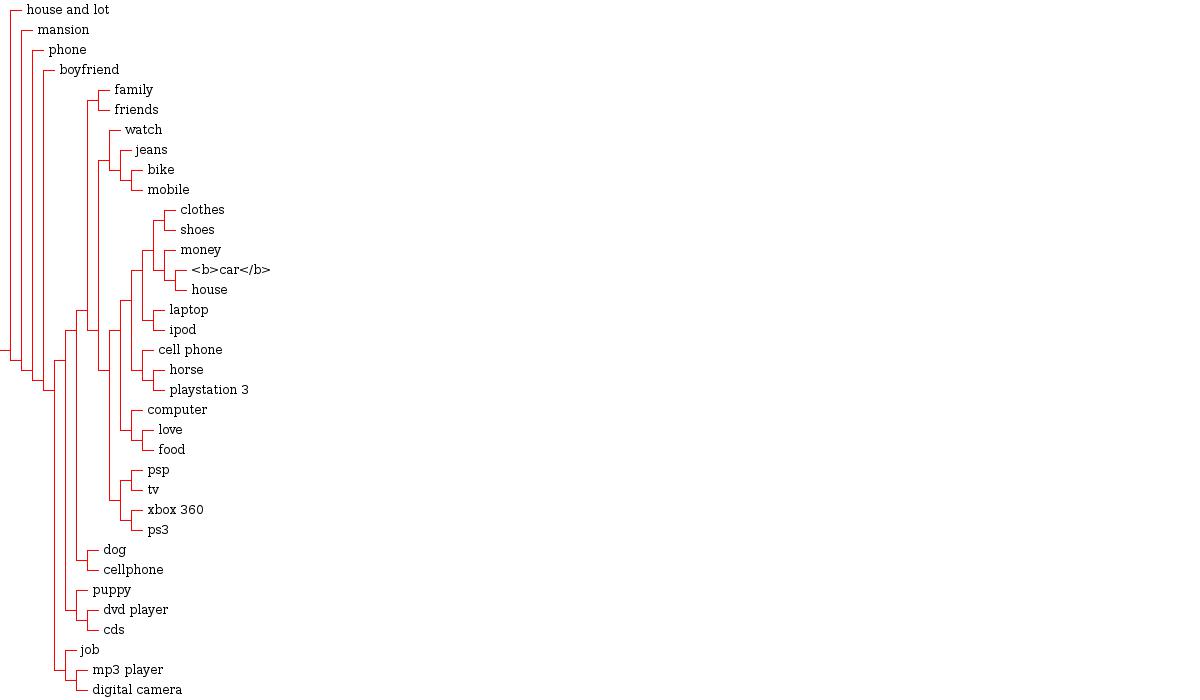 house and lot
mansion
phone
boyfriend
family
friends
watch
jeans
bike
mobile
clothes
shoes
money
<b>car</b>
house
laptop
ipod
cell phone
horse
playstation 3
computer
love
food
psp
tv
xbox 360
ps3
dog
cellphone
puppy
dvd player
cds
job
mp3 player
digital camera